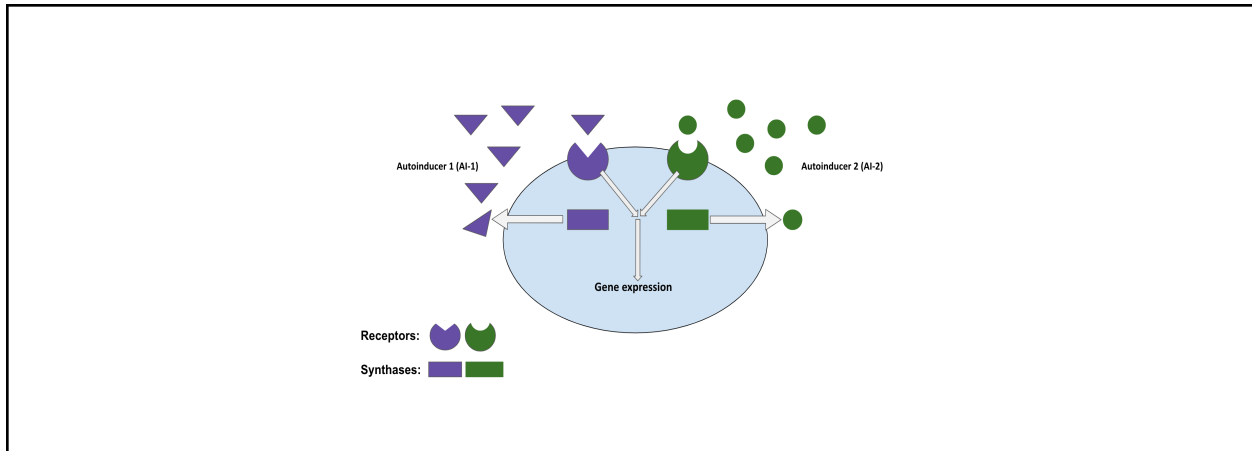 Autoinducer 1 (AI-1)
Autoinducer 2 (AI-2)
Gene expression
Receptors:
Synthases: